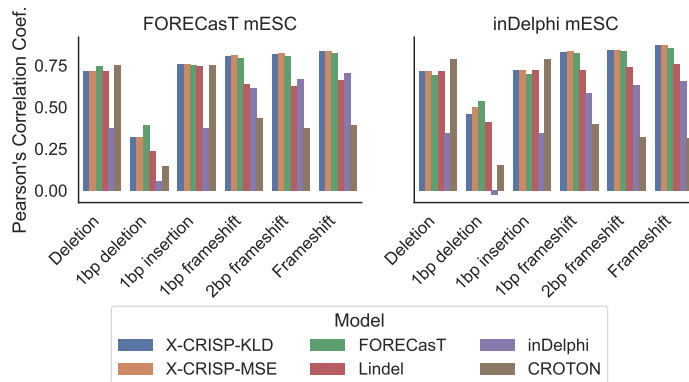 FORECasT mESC
inDelphi mESC
Pearson's Correlation Coef.
0.75
0.50
0.25
0.00
Deletion
1bp deletion
1bp insertion
1bp frameshift
2bp frameshift
Frameshift
Deletion
1bp deletion
1bp insertion
1bp frameshift
2bp frameshift
Frameshift
Model
X-CRISP-KLD
FORECasT
inDelphi
X-CRISP-MSE
Lindel
CROTON